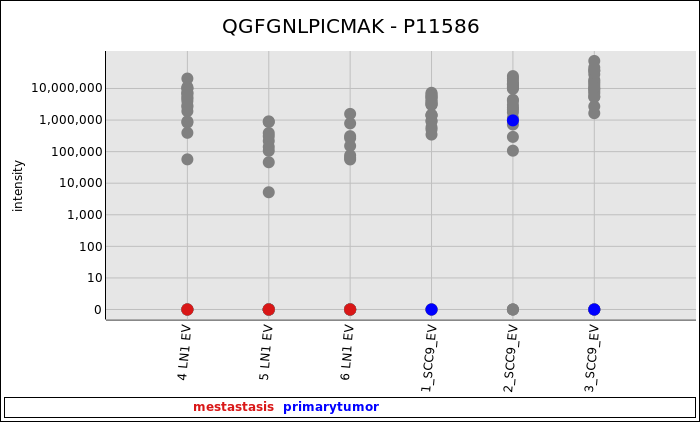 QGFGNLPICMAK - P11586
intensity
10,000,000
1,000,000
100,000
10,000
1,000
100
10
0
4 LN1 EV
5 LN1 EV
6 LN1 EV
1_SCC9_EV
2_SCC9_EV
3_SCC9_EV
mestastasis primarytumor